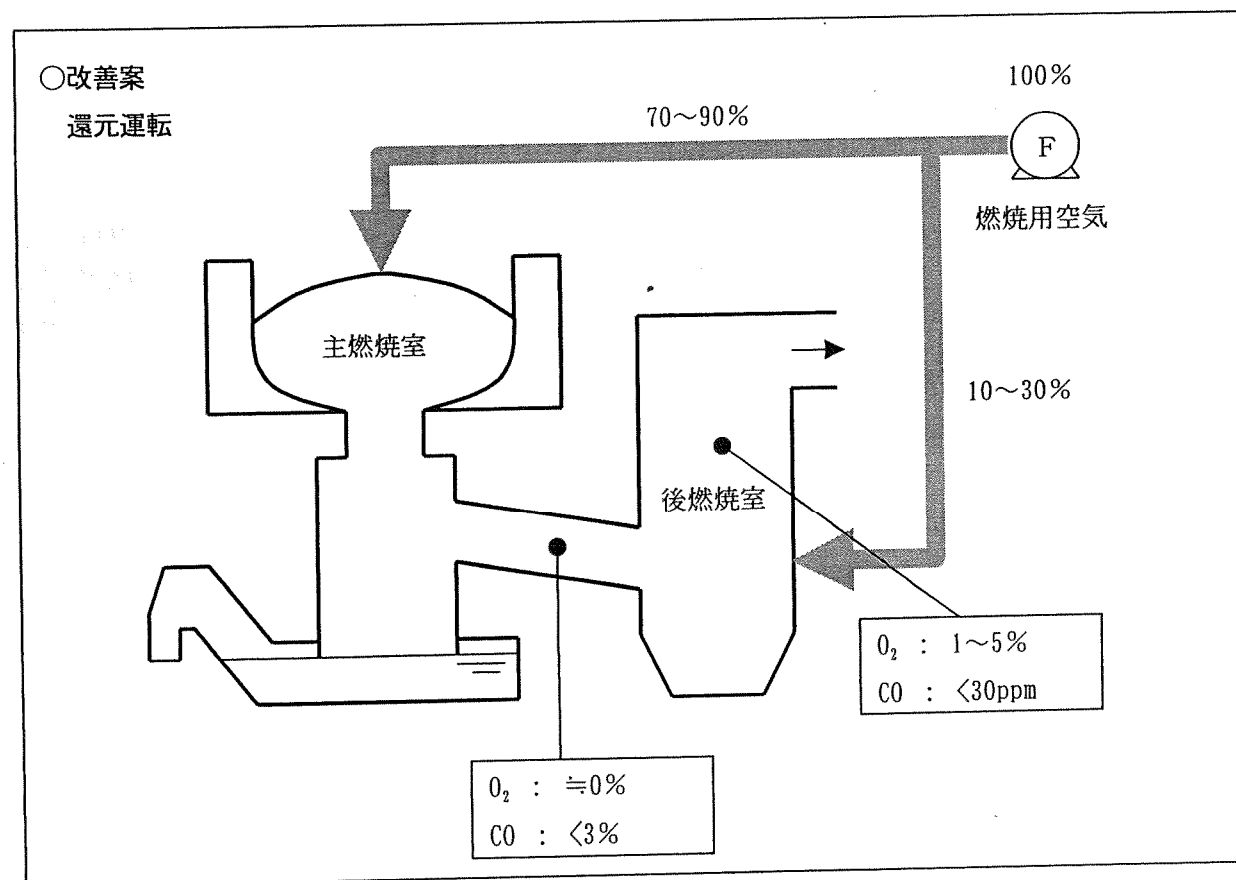 ○改善案
還元運転
100%
70～90%
F
燃焼用空気
主燃焼室
10～30%
後燃焼室
O₂ : 1～5%
CO : <30ppm
O₂ : ≒0%
CO : <3%